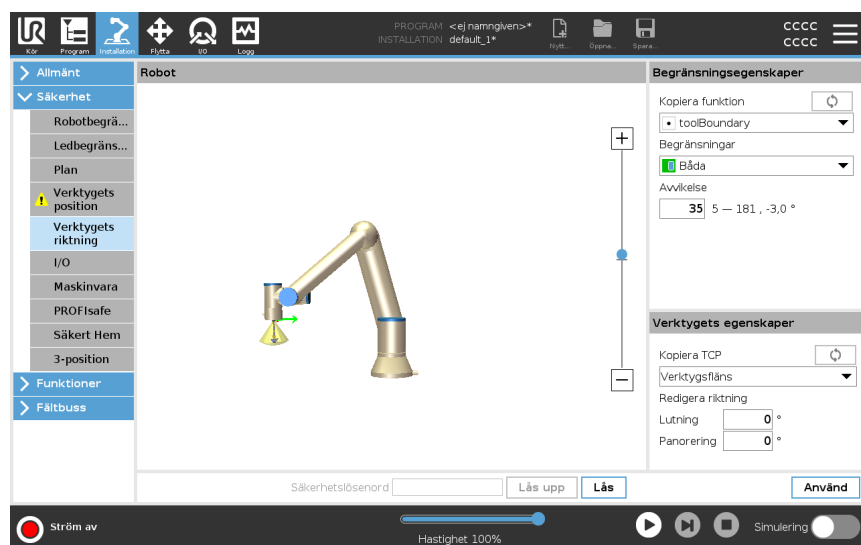 PROGRAM <ej namngiven>*
INSTALLATION default_1*
cccc
cccc
Kör
Program
Installation
Flytta
I/O
Logg
Nytt...
Öppna...
Spara...
Allmänt
Säkerhet
Robotbegrä...
Ledbegräns...
Plan
Verktygets
position
Verktygets
riktning
I/O
Maskinvara
PROFIsafe
Säkert Hem
3-position
Funktioner
Fältbuss
Robot
Begränsningsegenskaper
Kopiera funktion
toolBoundary
Begränsningar
Båda
Avvikelse
35 5 — 181 , -3,0 °
Verktygets egenskaper
Kopiera TCP
Verktygsfläns
Redigera riktning
Lutning 0 °
Panorering 0 °
Säkerhetslösenord Lås upp Lås Använd
Ström av
Hastighet 100%
Simulering